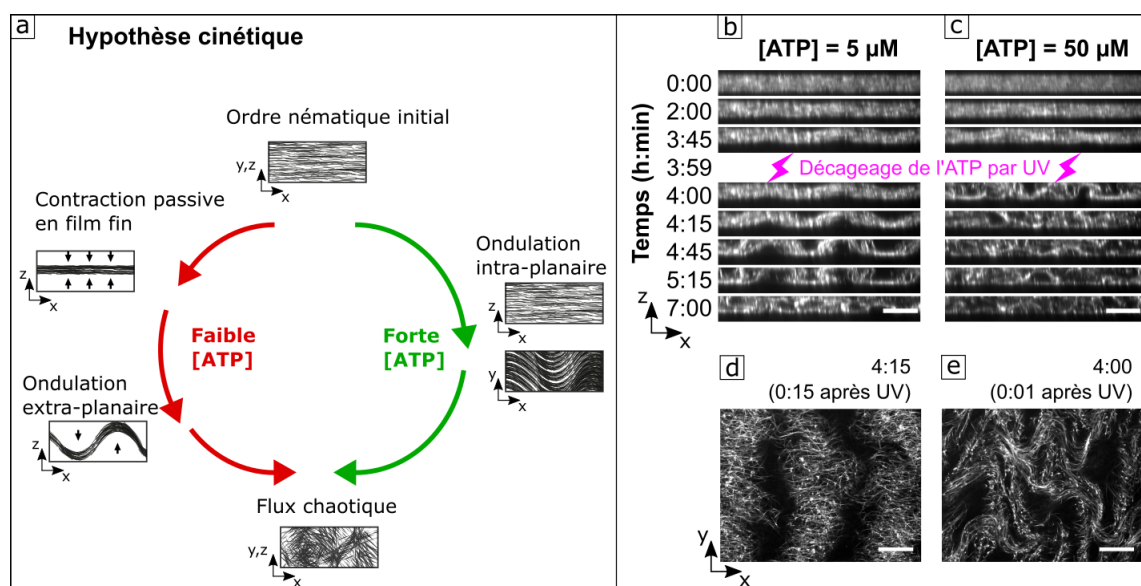 a
Hypothèse cinétique
Ordre nématique initial
y,z
x
Contraction passive
en film fin
z
x
Ondulation
intra-planaire
z
x
y
x
Faible
[ATP]
Forte
[ATP]
Ondulation
extra-planaire
z
x
Flux chaotique
y,z
x
b
[ATP] = 5 µM
c
[ATP] = 50 µM
Temps (h:min)
0:00
2:00
3:45
3:59
Décageage de l'ATP par UV
4:00
4:15
4:45
5:15
7:00
z
x
d
4:15
(0:15 après UV)
e
4:00
(0:01 après UV)
y
x